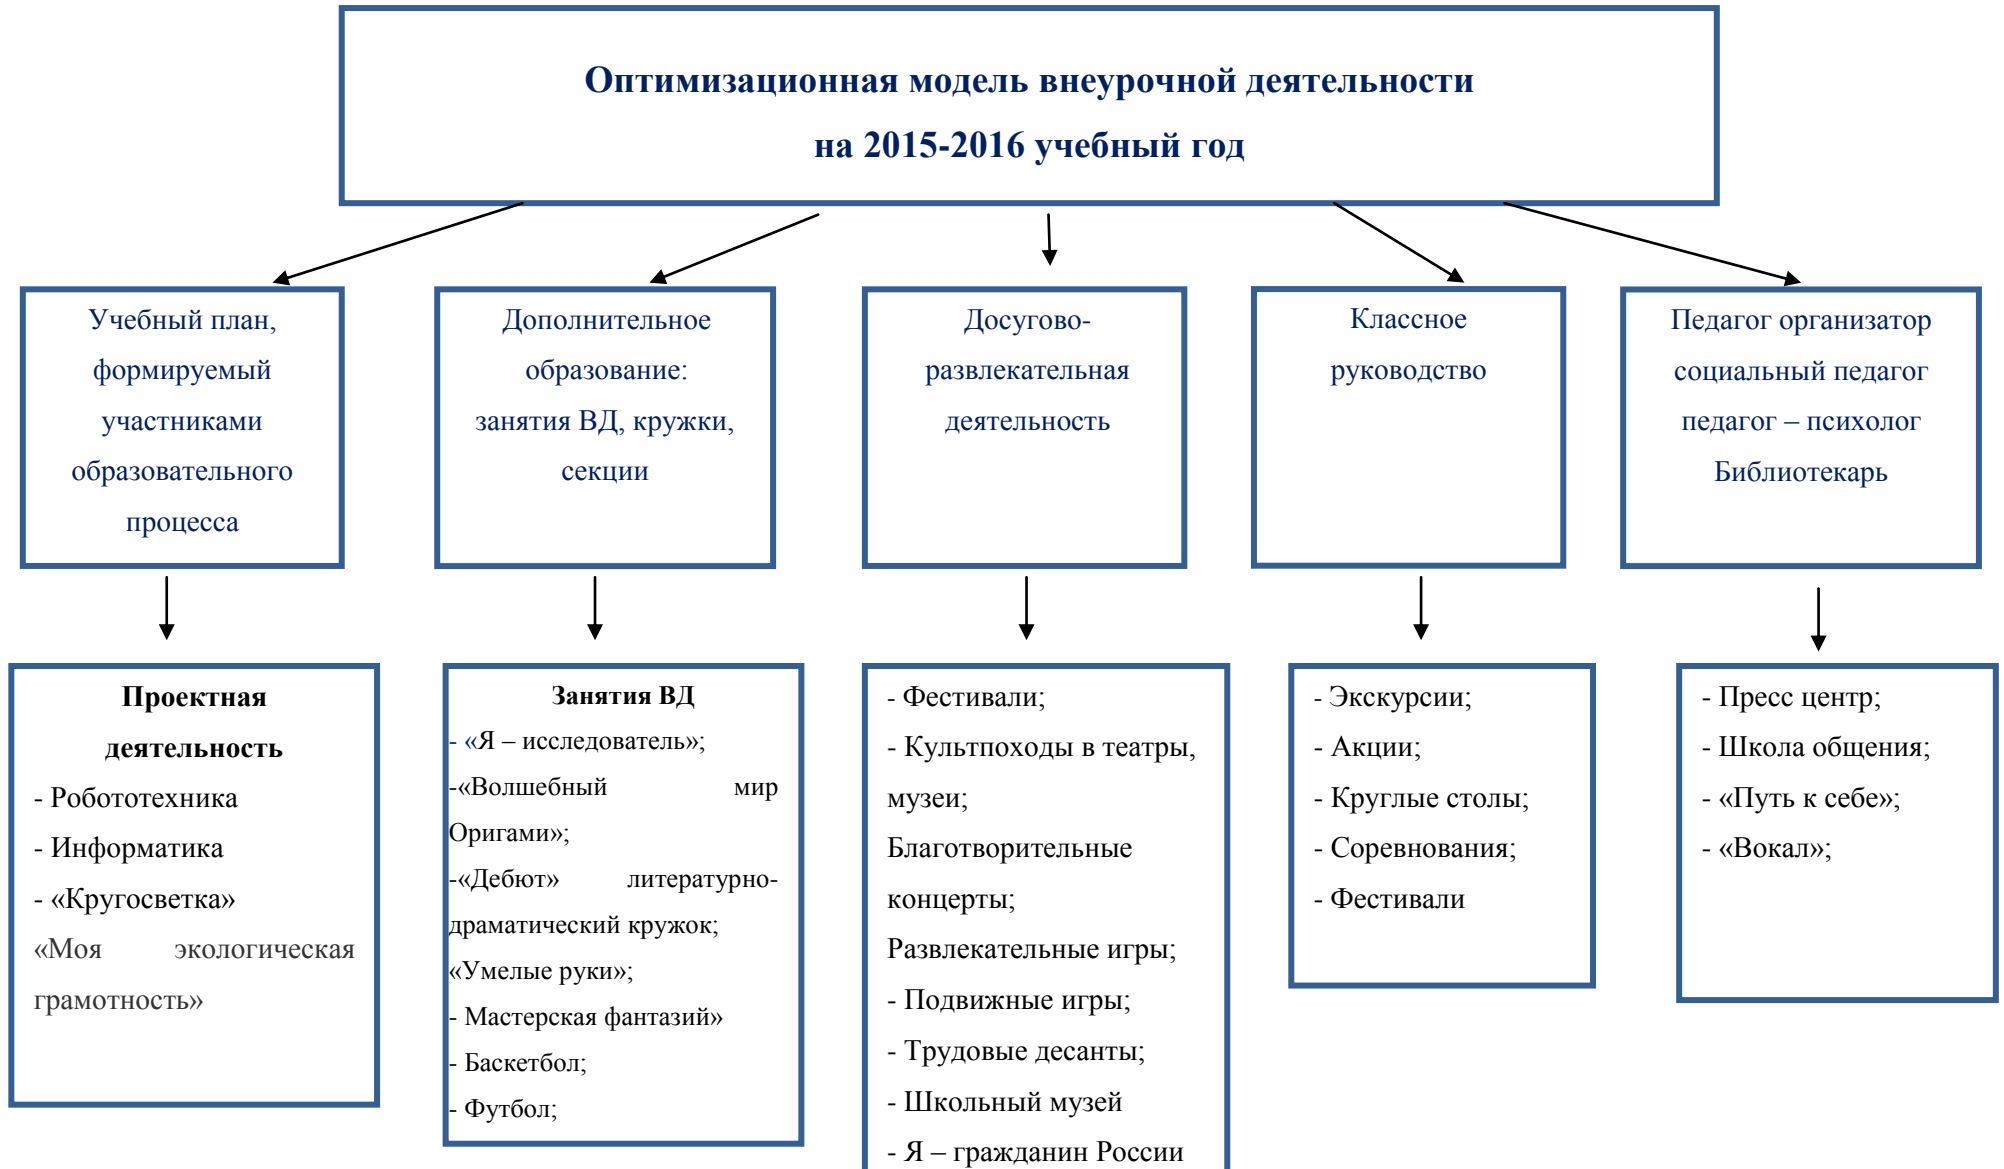 Оптимизационная модель внеурочной деятельности
на 2015-2016 учебный год
Учебный план,
формируемый
участниками
образовательного
процесса
Дополнительное
образование:
занятия ВД, кружки,
секции
Досугово-
развлекательная
деятельность
Классное
руководство
Педагог организатор
социальный педагог
педагог – психолог
Библиотекарь
Проектная
деятельность
- Робототехника
- Информатика
- «Кругосветка»
«Моя экологическая
грамотность»
Занятия ВД
- «Я – исследователь»;
-«Волшебный мир
Оригами»;
-«Дебют» литературно-
драматический кружок;
«Умелые руки»;
- Мастерская фантазий»
- Баскетбол;
- Футбол;
- Фестивали;
- Культпоходы в театры,
музеи;
Благотворительные
концерты;
Развлекательные игры;
- Подвижные игры;
- Трудовые десанты;
- Школьный музей
- Я – гражданин России
- Экскурсии;
- Акции;
- Круглые столы;
- Соревнования;
- Фестивали
- Пресс центр;
- Школа общения;
- «Путь к себе»;
- «Вокал»;